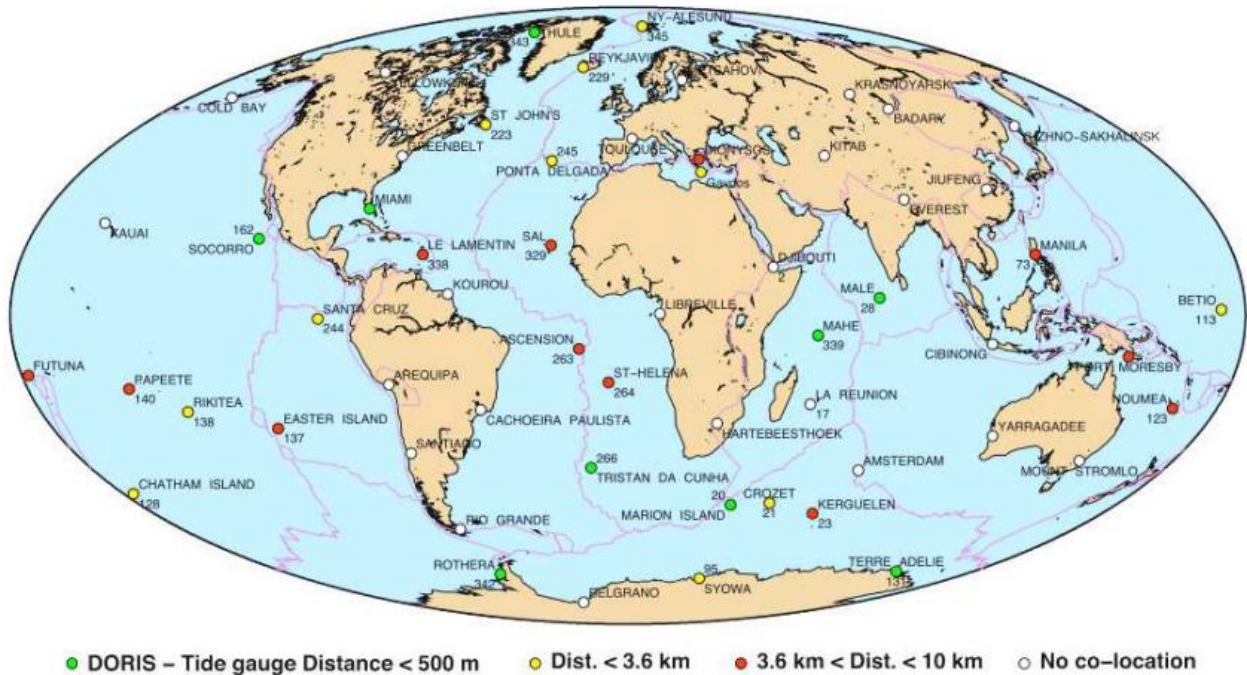 NY-ALESUND
345
THULE
343
REYKJAVIK
229
COLD BAY
KRASNOYARSK
BADARY
ST JOHN'S
223
GREENBELT
245
PONTA DELGADA
TOULOUSE
DIONYSOS
Gavdos
KITAB
JIUFENG
EVEREST
MIAMI
KAUAI
162
SOCORRO
LE LAMENTIN
338
SAL
329
MANILA
73
DJIBOUTI
2
KOUROU
LIBREVILLE
MALE
28
BETIO
113
SANTA CRUZ
244
MAHE
339
ASCENSION
263
CIBINONG
FUTUNA
PAPEETE
140
AREQUIPA
ST-HELENA
264
PORT MORESBY
RIKITEA
138
EASTER ISLAND
137
CACHOEIRA PAULISTA
LA REUNION
17
NOUMEA
123
HARTEBEESTHOEK
YARRAGADEE
SANTIAGO
266
TRISTAN DA CUNHA
AMSTERDAM
MOUNT STROMLO
CHATHAM ISLAND
128
20
MARION ISLAND
CROZET
21
KERGUELEN
23
RIO GRANDE
ROTHERA
342
95
SYOWA
TERRE ADELIE
131
BELGRANO
DORIS - Tide gauge Distance < 500 m Dist. < 3.6 km 3.6 km < Dist. < 10 km No co-location